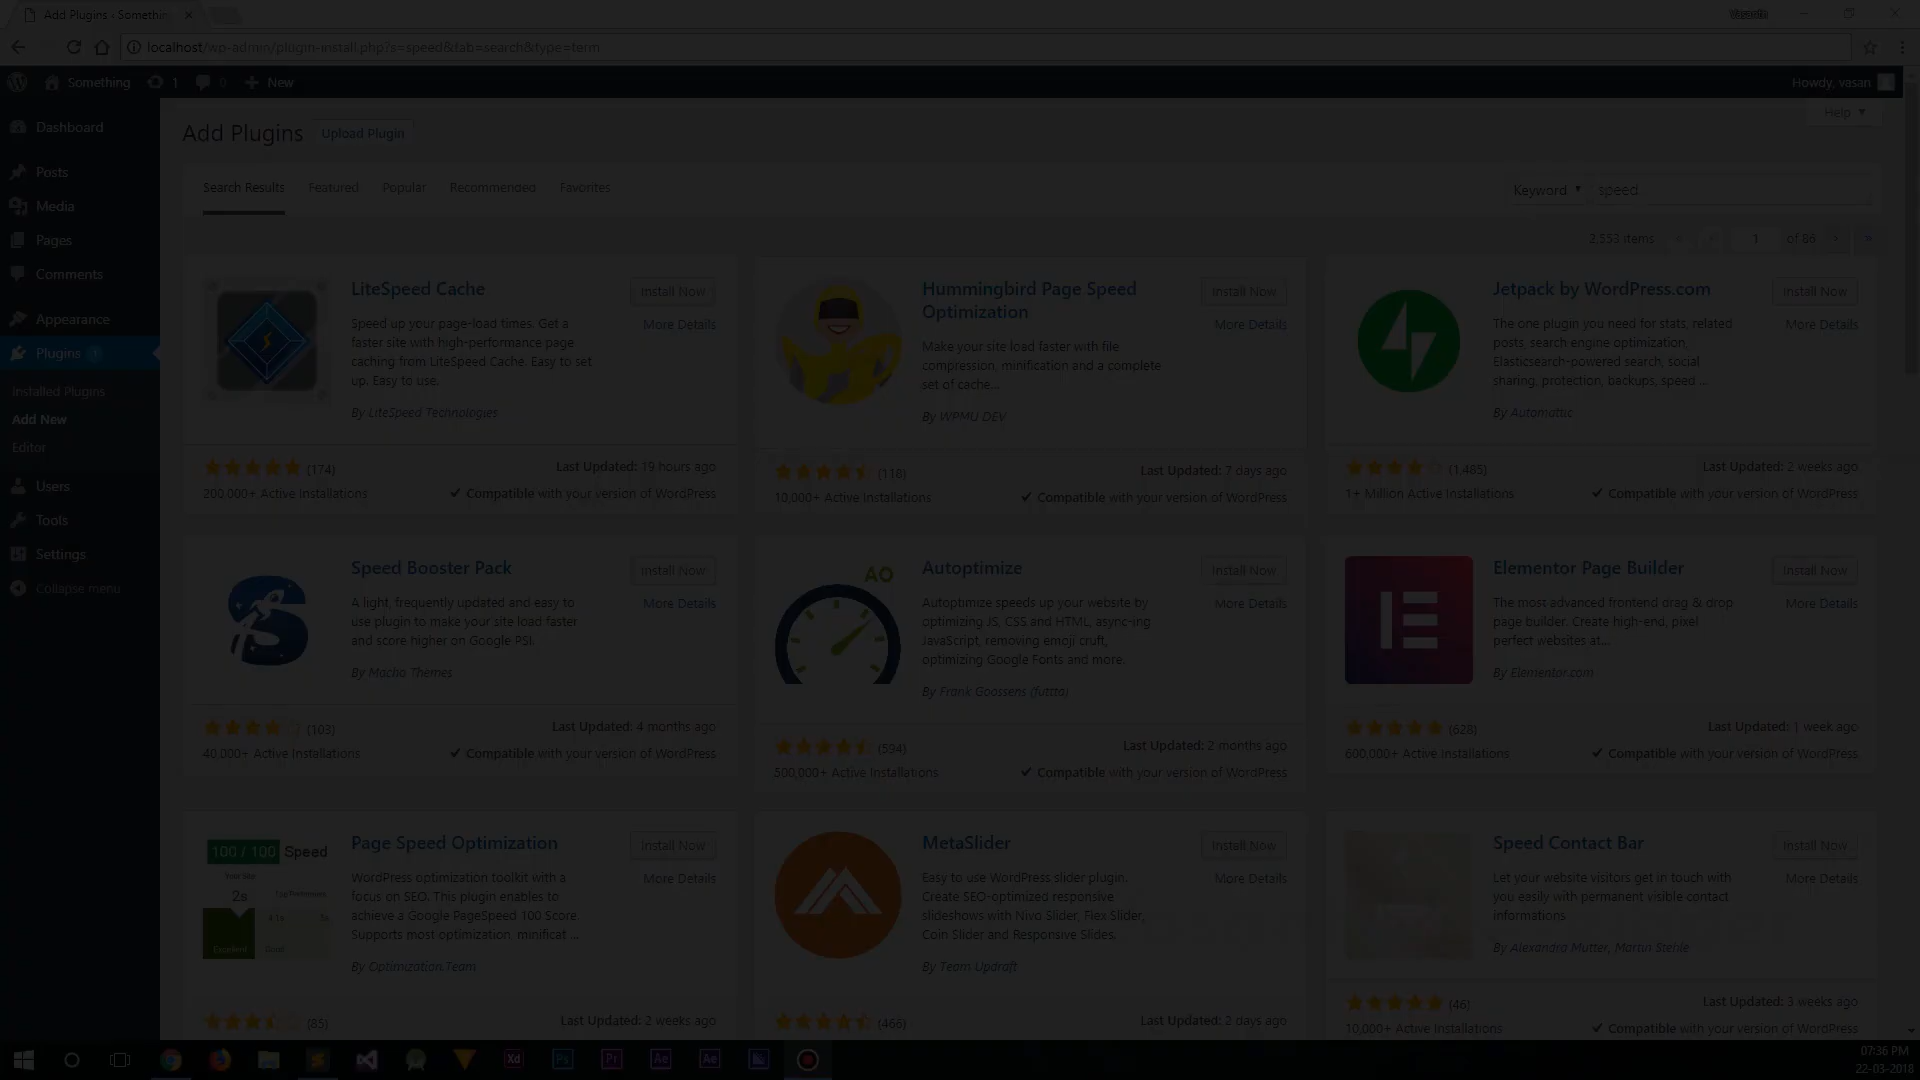 Add Plugins - Somethin
Vasanth
localhost/wp-admin/plugin-install.php?s=speed&tab=search&type=term
Something 1 0 New
Howdy, vasan
Help
Dashboard
Posts
Media
Pages
Comments
Appearance
Plugins 1
Installed Plugins
Add New
Editor
Users
Tools
Settings
Collapse menu
Add Plugins Upload Plugin
Search Results Featured Popular Recommended Favorites
Keyword speed
2,553 items « ‹ 1 of 86 › »
LiteSpeed Cache
Install Now
More Details
Speed up your page-load times. Get a
faster site with high-performance page
caching from LiteSpeed Cache. Easy to set
up. Easy to use.
By LiteSpeed Technologies
(174)
Last Updated: 19 hours ago
200,000+ Active Installations
Compatible with your version of WordPress
Hummingbird Page Speed
Optimization
Install Now
More Details
Make your site load faster with file
compression, minification and a complete
set of cache...
By WPMU DEV
(118)
Last Updated: 7 days ago
10,000+ Active Installations
Compatible with your version of WordPress
Jetpack by WordPress.com
Install Now
More Details
The one plugin you need for stats, related
posts, search engine optimization,
Elasticsearch-powered search, social
sharing, protection, backups, speed ...
By Automattic
(1,485)
Last Updated: 2 weeks ago
1+ Million Active Installations
Compatible with your version of WordPress
Speed Booster Pack
Install Now
More Details
A light, frequently updated and easy to
use plugin to make your site load faster
and score higher on Google PSI.
By Macho Themes
(103)
Last Updated: 4 months ago
40,000+ Active Installations
Compatible with your version of WordPress
AO
Autoptimize
Install Now
More Details
Autoptimize speeds up your website by
optimizing JS, CSS and HTML, async-ing
JavaScript, removing emoji cruft,
optimizing Google Fonts and more.
By Frank Goossens (futtta)
(594)
Last Updated: 2 months ago
500,000+ Active Installations
Compatible with your version of WordPress
Elementor Page Builder
Install Now
More Details
The most advanced frontend drag & drop
page builder. Create high-end, pixel
perfect websites at...
By Elementor.com
(628)
Last Updated: 1 week ago
600,000+ Active Installations
Compatible with your version of WordPress
100 / 100 Speed
Your Site
2s
4.1s
Excellent
Good
Page Speed Optimization
Install Now
More Details
WordPress optimization toolkit with a
focus on SEO. This plugin enables to
achieve a Google PageSpeed 100 Score.
Supports most optimization, minificat ...
By Optimization.Team
(85)
Last Updated: 2 weeks ago
MetaSlider
Install Now
More Details
Easy to use WordPress slider plugin.
Create SEO-optimized responsive
slideshows with Nivo Slider, Flex Slider,
Coin Slider and Responsive Slides.
By Team Updraft
(466)
Last Updated: 2 days ago
Speed Contact Bar
Install Now
More Details
Let your website visitors get in touch with
you easily with permanent visible contact
informations
By Alexandra Mutter, Martin Stehle
(46)
Last Updated: 3 weeks ago
10,000+ Active Installations
Compatible with your version of WordPress
Xd Ps Pr Ae Ae
07:36 PM
22-03-2018